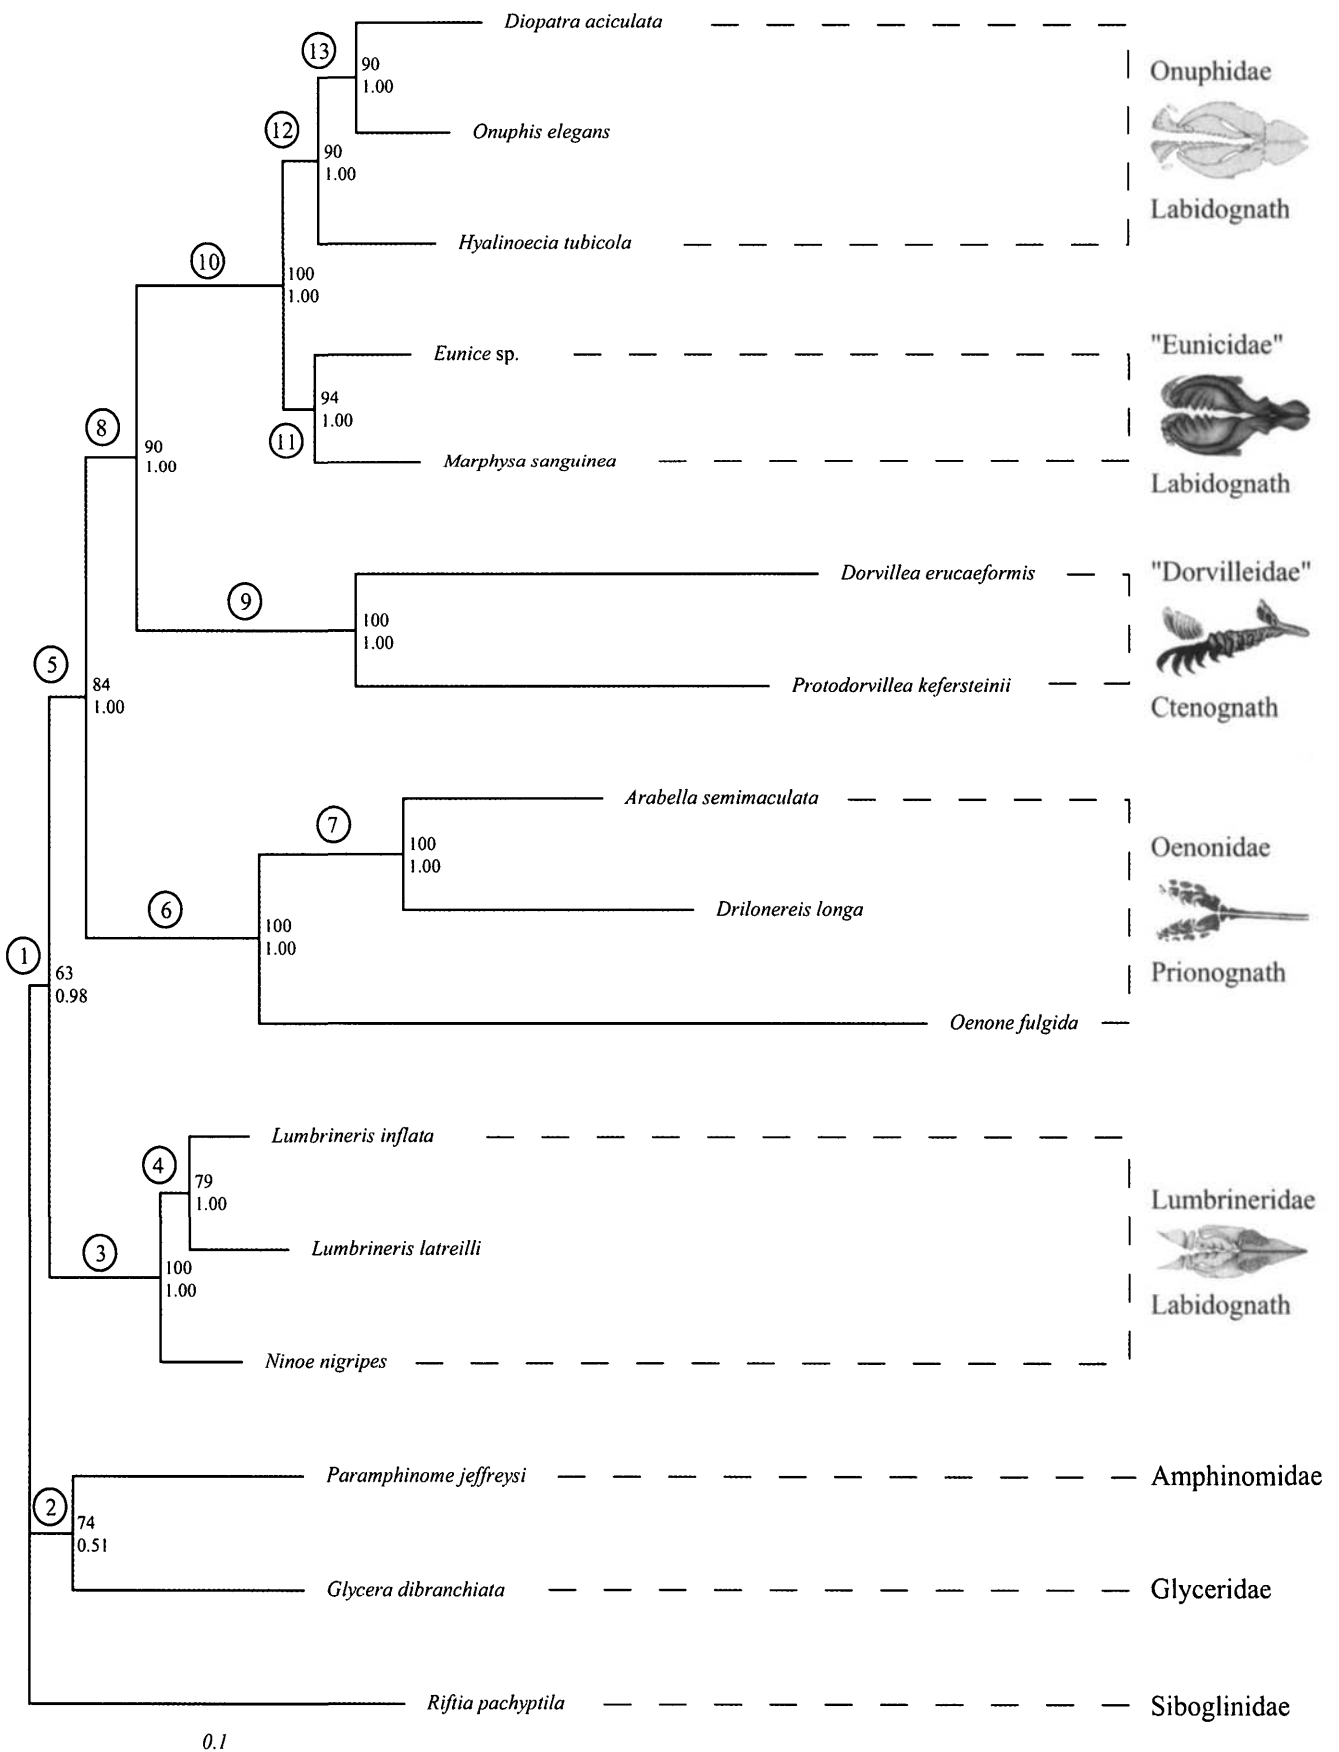 Diopatra aciculata
13
90
1.00
Onuphidae
12
Onuphis elegans
90
1.00
Labidognath
Hyalinoecia tubicola
10
100
1.00
Eunice sp.
"Eunicidae"
94
1.00
8
11
90
1.00
Marphysa sanguinea
Labidognath
Dorvillea erucaeformis
"Dorvilleidae"
9
100
1.00
5
84
1.00
Protodorvillea kefersteinii
Ctenognath
Arabella semimaculata
7
100
1.00
Oenonidae
6
Drilonereis longa
100
1.00
1
63
0.98
Prionognath
Oenone fulgida
Lumbrineris inflata
4
79
1.00
Lumbrineridae
3
Lumbrineris latreilli
100
1.00
Labidognath
Ninoe nigripes
Paramphinome jeffreysi
Amphinomidae
2
74
0.51
Glycera dibranchiata
Glyceridae
Riftia pachyptila
Siboglinidae
0.1